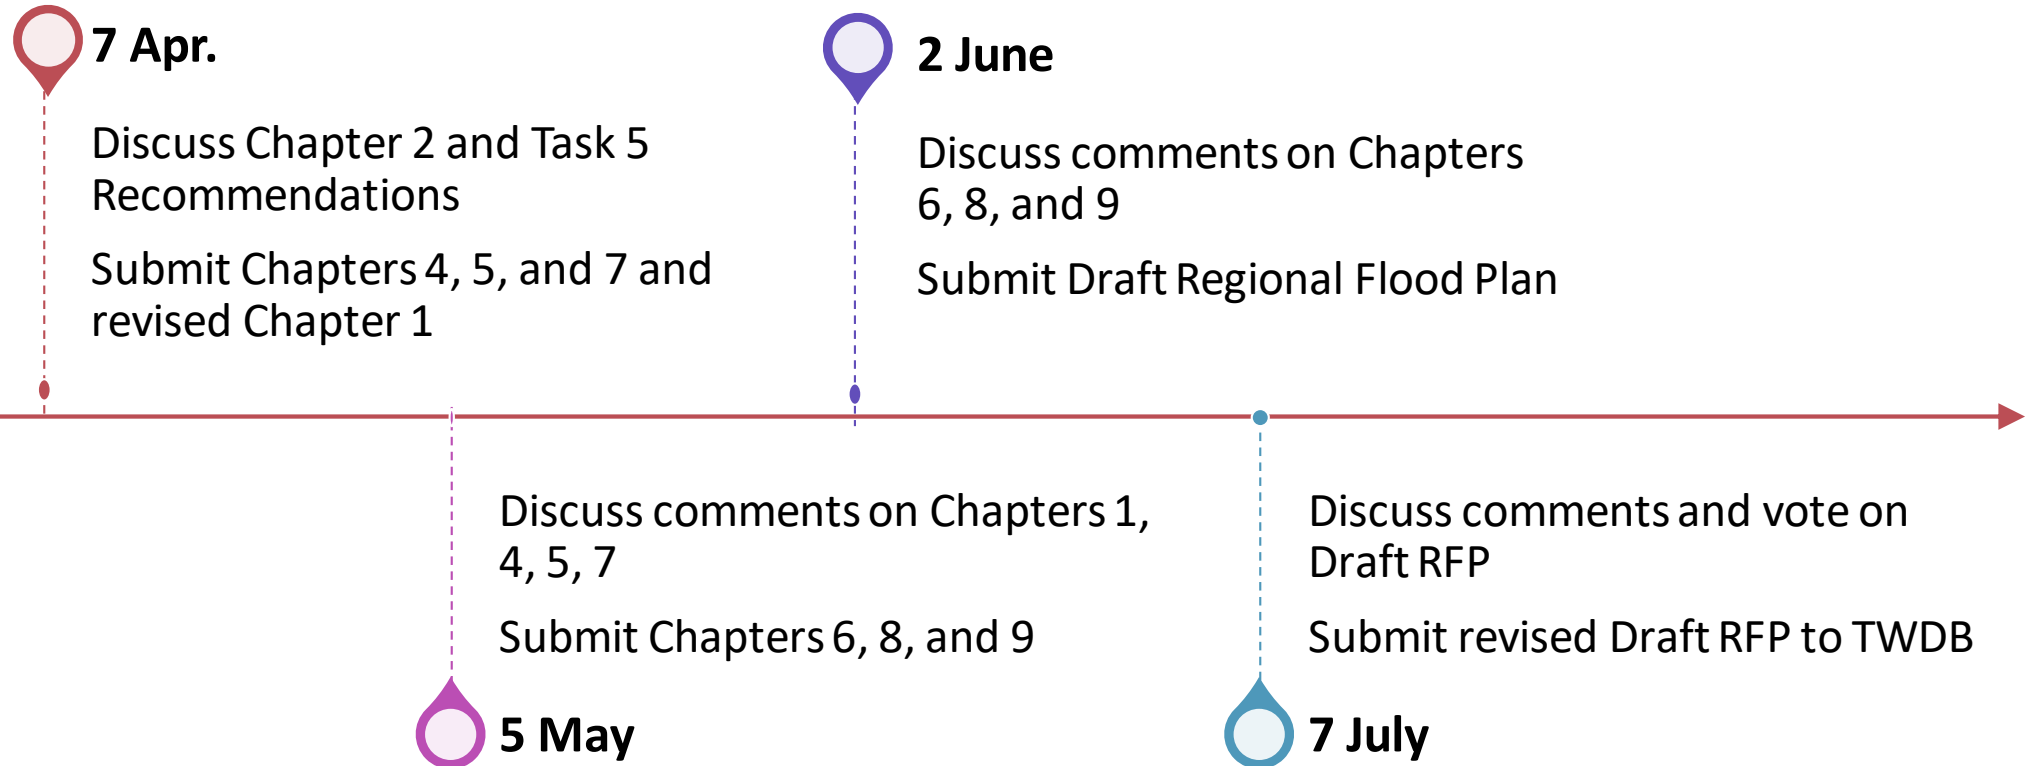 7 Apr.
Discuss Chapter 2 and Task 5
Recommendations
Submit Chapters 4, 5, and 7 and
revised Chapter 1
2 June
Discuss comments on Chapters
6, 8, and 9
Submit Draft Regional Flood Plan
Discuss comments on Chapters 1,
4, 5, 7
Submit Chapters 6, 8, and 9
5 May
Discuss comments and vote on
Draft RFP
Submit revised Draft RFP to TWDB
7 July